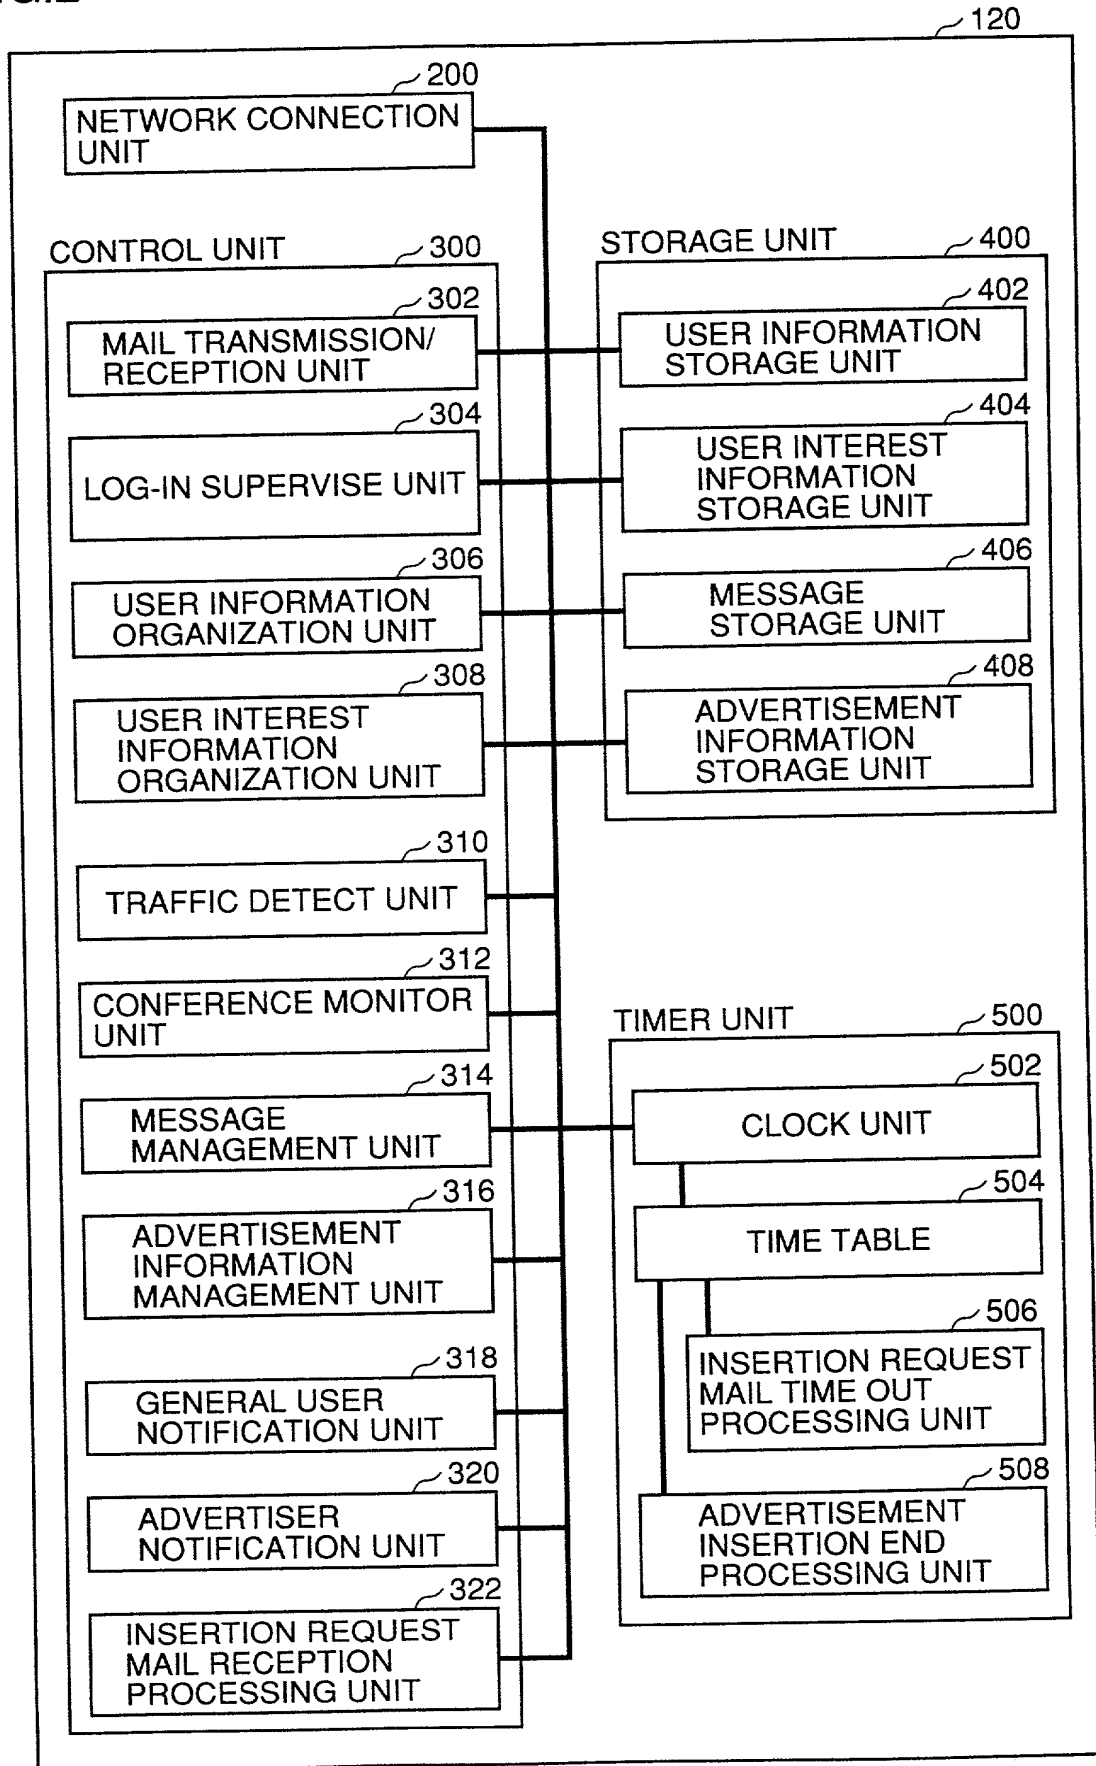 120
200
NETWORK CONNECTION
UNIT
CONTROL UNIT
300
302
MAIL TRANSMISSION/
RECEPTION UNIT
304
LOG-IN SUPERVISE UNIT
306
USER INFORMATION
ORGANIZATION UNIT
308
USER INTEREST
INFORMATION
ORGANIZATION UNIT
310
TRAFFIC DETECT UNIT
312
CONFERENCE MONITOR
UNIT
314
MESSAGE
MANAGEMENT UNIT
316
ADVERTISEMENT
INFORMATION
MANAGEMENT UNIT
318
GENERAL USER
NOTIFICATION UNIT
320
ADVERTISER
NOTIFICATION UNIT
322
INSERTION REQUEST
MAIL RECEPTION
PROCESSING UNIT
STORAGE UNIT
400
402
USER INFORMATION
STORAGE UNIT
404
USER INTEREST
INFORMATION
STORAGE UNIT
406
MESSAGE
STORAGE UNIT
408
ADVERTISEMENT
INFORMATION
STORAGE UNIT
TIMER UNIT
500
502
CLOCK UNIT
504
TIME TABLE
506
INSERTION REQUEST
MAIL TIME OUT
PROCESSING UNIT
508
ADVERTISEMENT
INSERTION END
PROCESSING UNIT